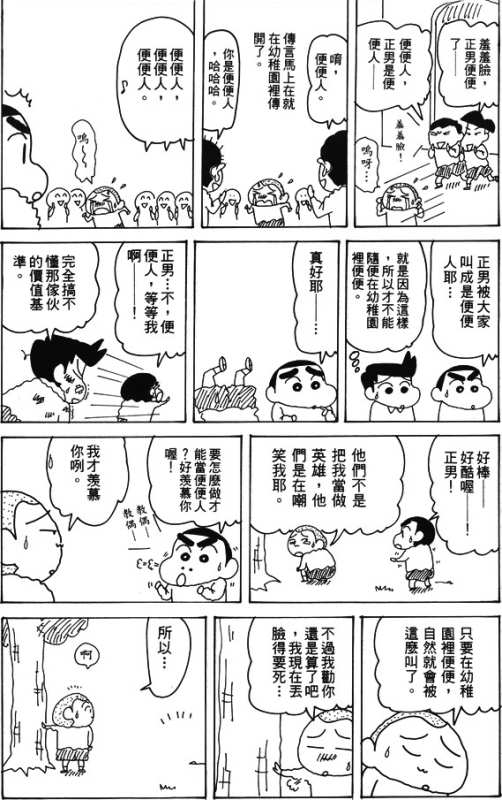 羞羞臉，
正男便便
了——
便便人，
正男是便
便人—
羞羞臉！
嗚呀…
唷，
便便人。
傳言馬上在就
在幼稚園裡傳
開了。
你是便便人
，哈哈哈。
便便人，
便便人，
便便人。
嗚…
正男被大家
叫成是便便
人耶…
就是因為這樣
，所以才不能
隨便在幼稚園
裡便便。
真好耶……
正男…不，便
便人，等等我
啊——！
完全搞不
懂那傢伙
的價值基
準。
好棒——！
好酷喔——
正男！
他們不是
把我當做
英雄，他
們是在嘲
笑我耶。
要怎麼做才
能當便便人
？好羨慕你
喔！
教偶——
教偶——
我才羨慕
你咧。
只要在幼稚
園裡便便，
自然就會被
這麼叫了。
不過我勸你
還是算了吧
，我現在丟
臉得要死…
所以…
啊